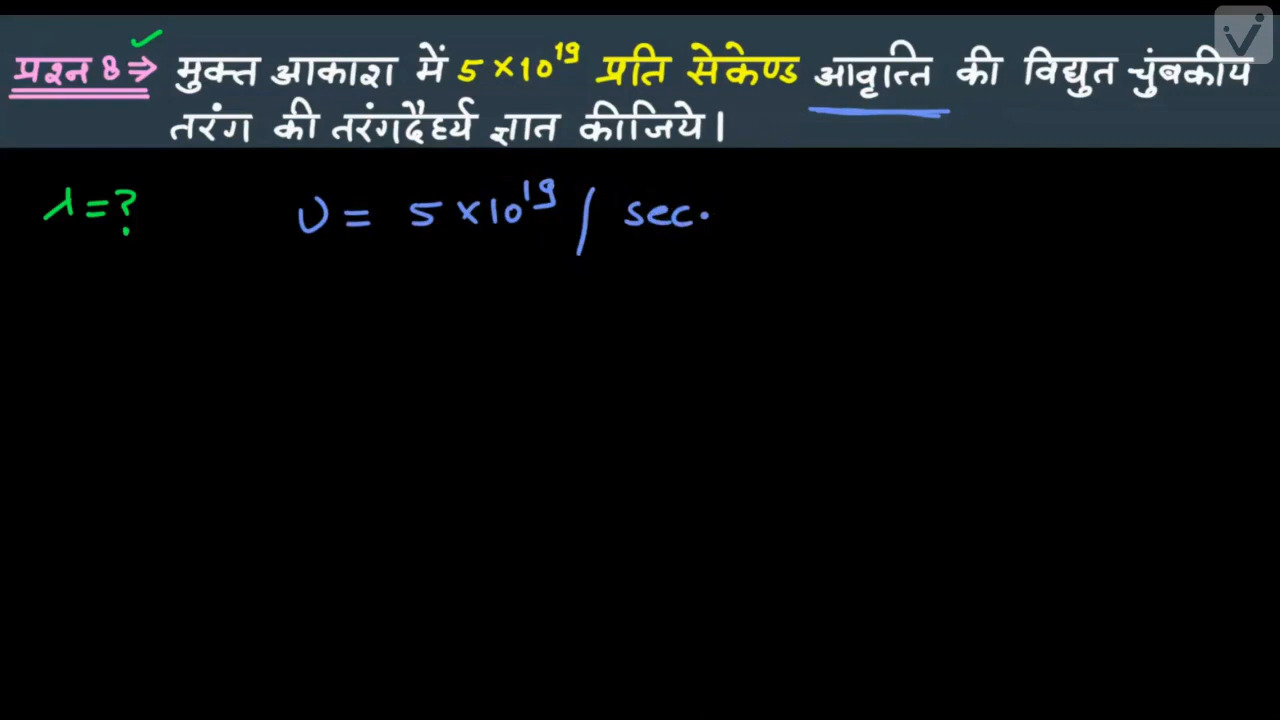 प्रश्न 8⇒ मुक्त आकाश में 5×10¹⁹ प्रति सेकेण्ड आवृत्ति की विद्युत चुंबकीय
तरंग की तरंगदैर्ध्य ज्ञात कीजिये।
λ=? υ = 5×10¹⁹ / sec.